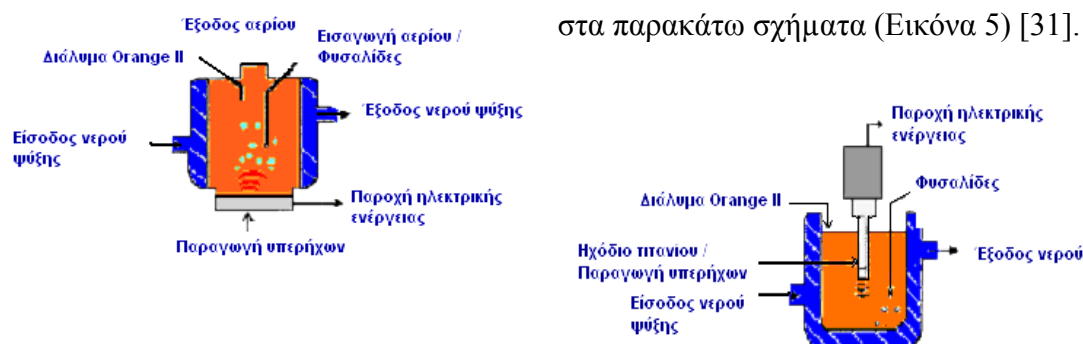 στα παρακάτω σχήματα (Εικόνα 5) [31].
Έξοδος αερίου
Διάλυμα Orange II
Εισαγωγή αερίου /
Φυσαλίδες
Έξοδος νερού ψύξης
Είσοδος νερού
ψύξης
Παροχή ηλεκτρικής
ενέργειας
Παραγωγή υπερήχων
Παροχή ηλεκτρικής
ενέργειας
Φυσαλίδες
Διάλυμα Orange II
Ηχόδιο τιτανίου /
Παραγωγή υπερήχων
Έξοδος νερού
Είσοδος νερού
ψύξης